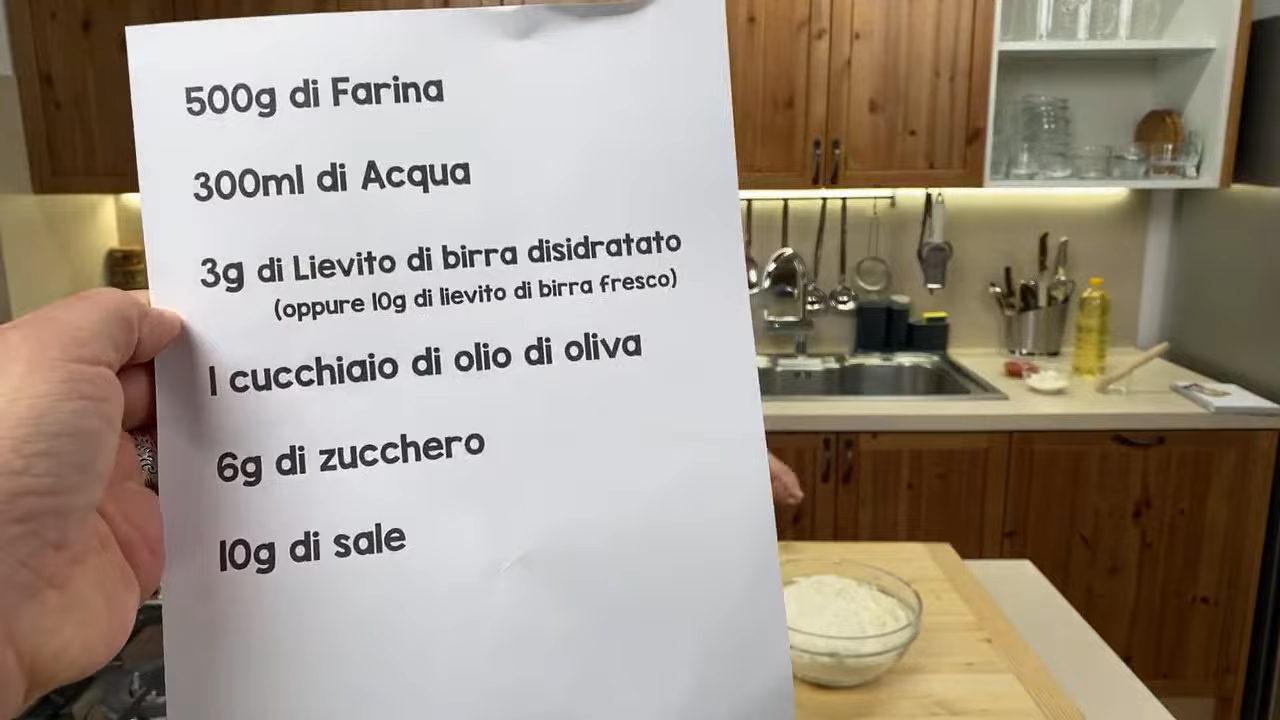 500g di Farina
300ml di Acqua
3g di Lievito di birra disidratato
(oppure 10g di lievito di birra fresco)
1 cucchiaio di olio di oliva
6g di zucchero
10g di sale